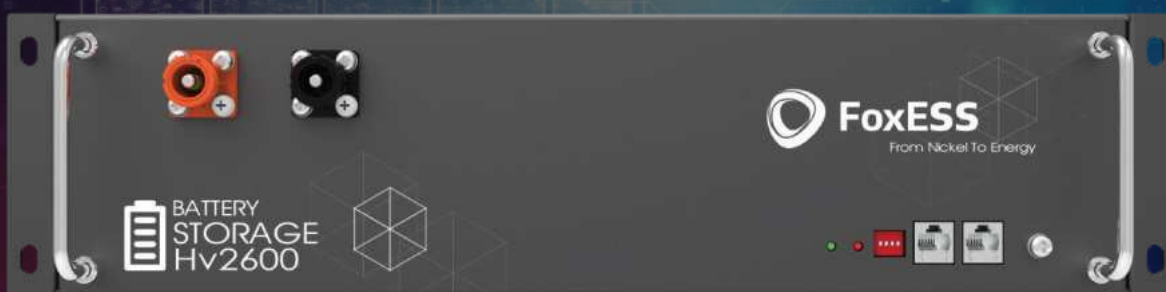 FoxESS
From Nickel To Energy
BATTERY
STORAGE
Hv2600